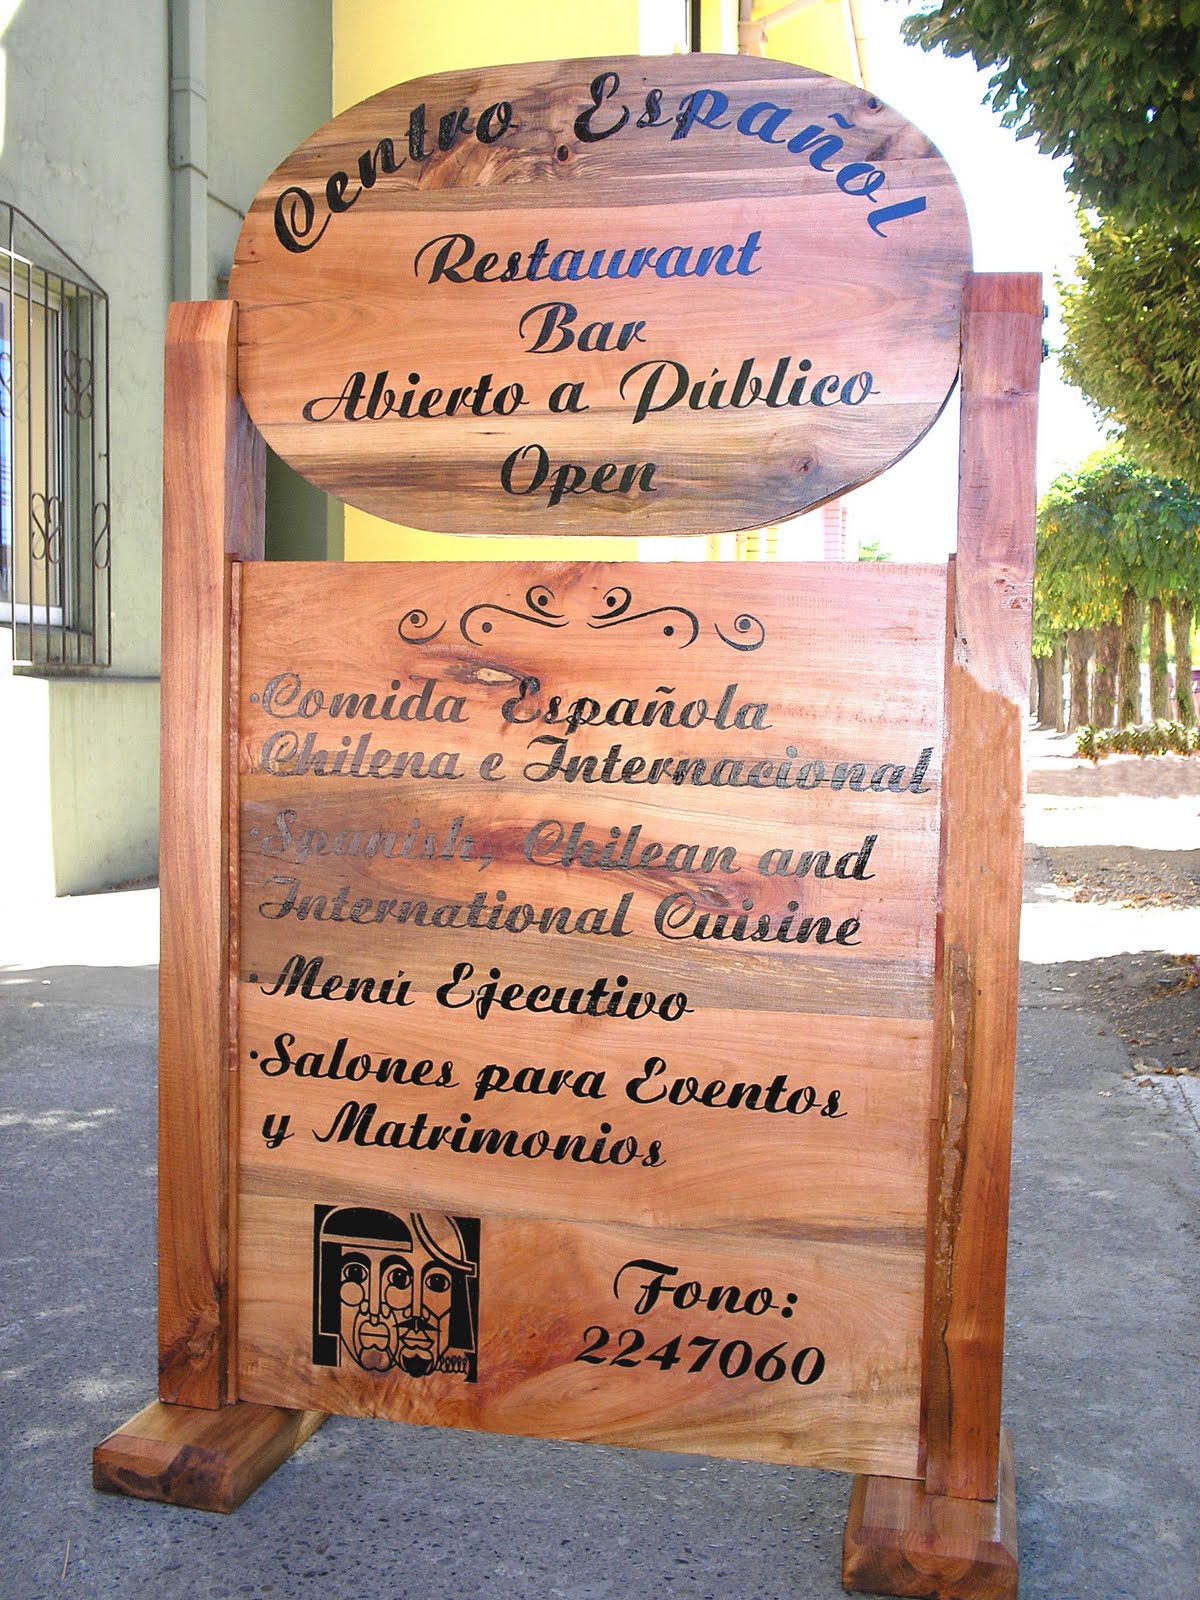 Centro Español
Restaurant
Bar
Abierto a Público
Open
·Comida Española
Chilena e Internacional
·Spanish, Chilean and
International Cuisine
·Menú Ejecutivo
·Salones para Eventos
y Matrimonios
Fono:
2247060